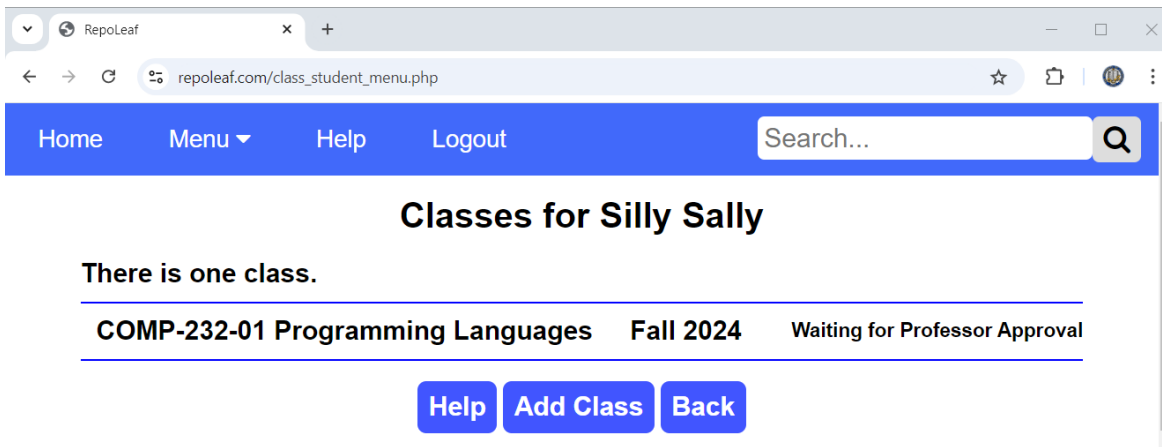 RepoLeaf
repoleaf.com/class_student_menu.php
Home Menu Help Logout Search...
Classes for Silly Sally
There is one class.
COMP-232-01 Programming Languages Fall 2024 Waiting for Professor Approval
Help Add Class Back